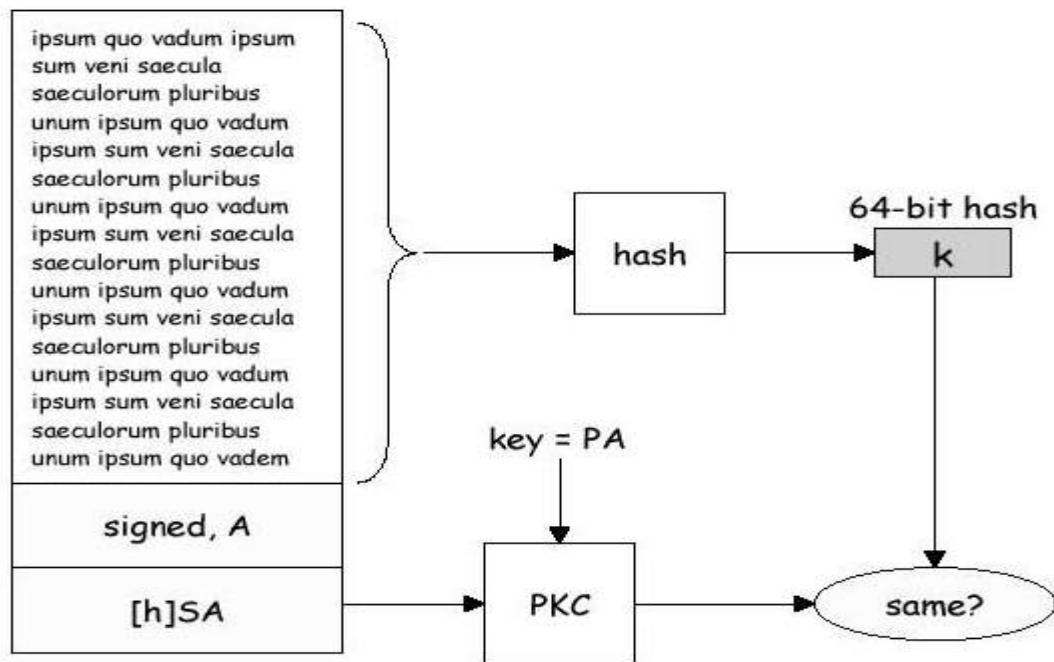 ipsum quo vadum ipsum
sum veni saecula
saeculorum pluribus
unum ipsum quo vadum
ipsum sum veni saecula
saeculorum pluribus
unum ipsum quo vadum
ipsum sum veni saecula
saeculorum pluribus
unum ipsum quo vadum
ipsum sum veni saecula
saeculorum pluribus
unum ipsum quo vadum
ipsum sum veni saecula
saeculorum pluribus
unum ipsum quo vadem
signed, A
[h]SA
hash
64-bit hash
k
key = PA
PKC
same?